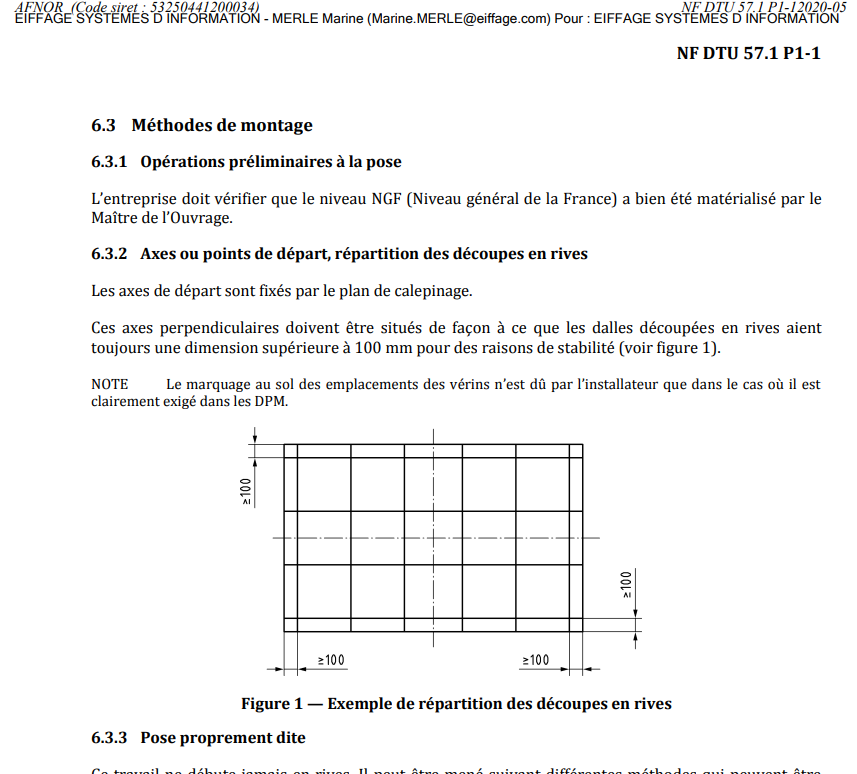 AFNOR (Code siret : 53250441200034)
NF DTU 57.1 P1-12020-05
EIFFAGE SYSTEMES D INFORMATION - MERLE Marine (Marine.MERLE@eiffage.com) Pour : EIFFAGE SYSTEMES D INFORMATION
NF DTU 57.1 P1-1
6.3 Méthodes de montage
6.3.1 Opérations préliminaires à la pose
L’entreprise doit vérifier que le niveau NGF (Niveau général de la France) a bien été matérialisé par le
Maître de l’Ouvrage.
6.3.2 Axes ou points de départ, répartition des découpes en rives
Les axes de départ sont fixés par le plan de calepinage.
Ces axes perpendiculaires doivent être situés de façon à ce que les dalles découpées en rives aient
toujours une dimension supérieure à 100 mm pour des raisons de stabilité (voir figure 1).
NOTE Le marquage au sol des emplacements des vérins n’est dû par l’installateur que dans le cas où il est
clairement exigé dans les DPM.
≥100
≥100
≥100
≥100
Figure 1 — Exemple de répartition des découpes en rives
6.3.3 Pose proprement dite
Ce travail ne débute jamais en rives. Il peut être mené suivant différentes méthodes qui peuvent être